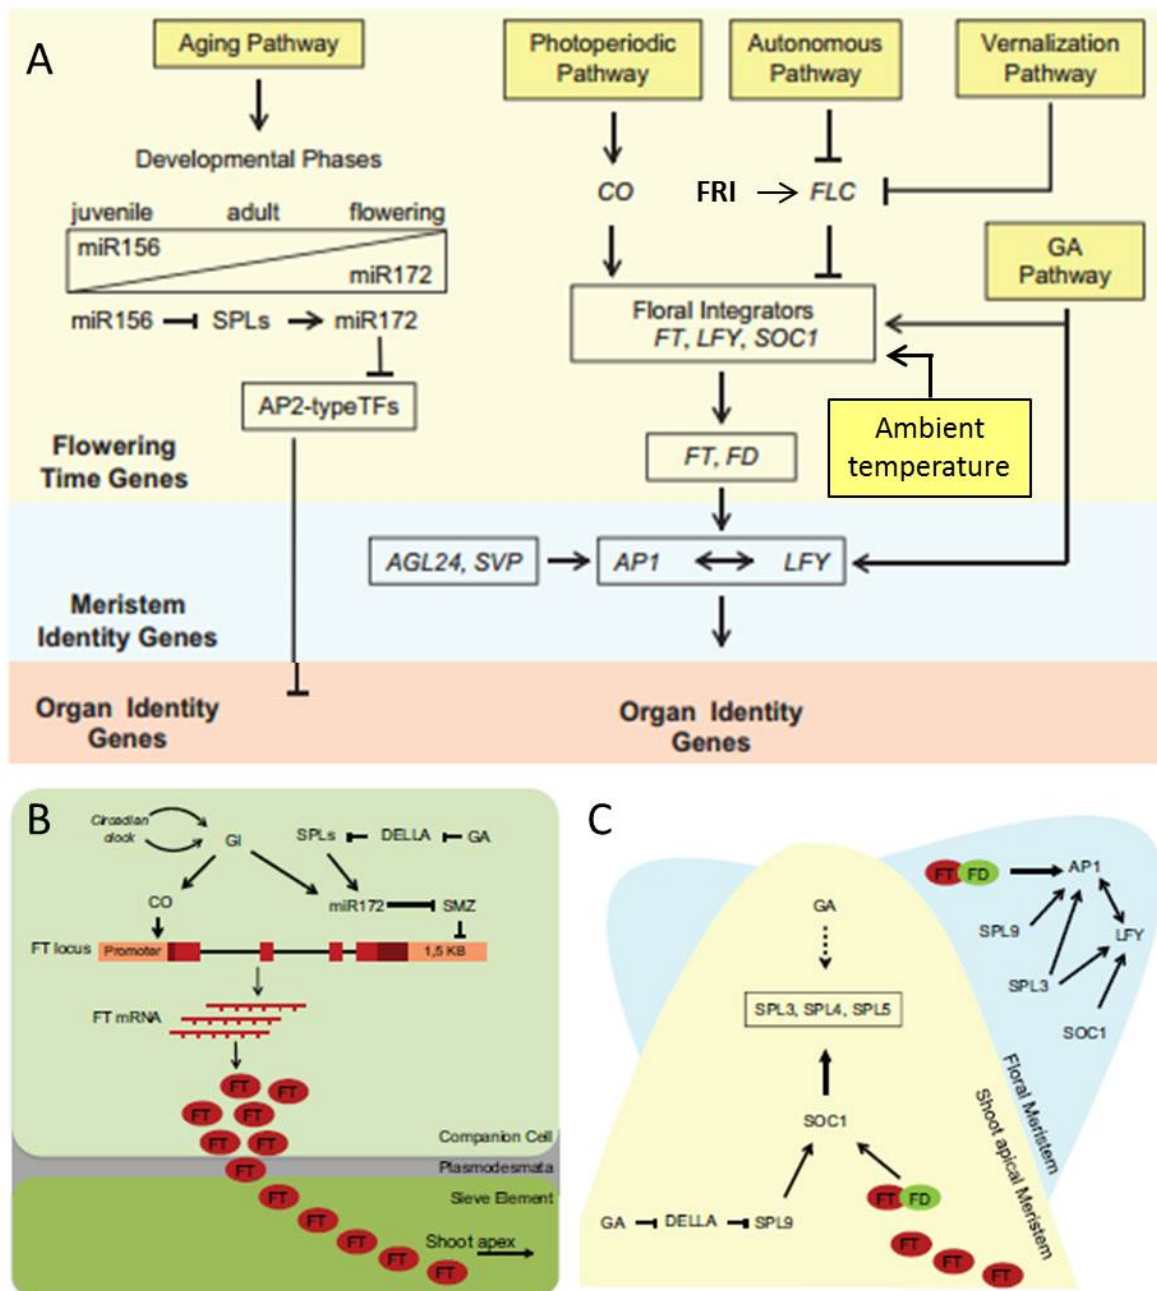 A
Aging Pathway
Photoperiodic
Pathway
Autonomous
Pathway
Vernalization
Pathway
Developmental Phases
juvenile adult flowering
miR156
miR172
miR156 SPLs miR172
AP2-typeTFs
CO
FRI FLC
GA
Pathway
Floral Integrators
FT, LFY, SOC1
Ambient
temperature
FT, FD
Flowering
Time Genes
AGL24, SVP AP1 LFY
Meristem
Identity Genes
Organ Identity
Genes
Organ Identity
Genes
B
Circadian
clock
GI
SPLs DELLA GA
CO
miR172 SMZ
FT locus Promoter 1,5 KB
FT mRNA
FT FT
FT FT
FT FT
FT
FT
FT
FT
FT
FT
Companion Cell
Plasmodesmata
Sieve Element
Shoot apex
C
FT FD AP1
SPL9
LFY
SPL3
SOC1
GA
SPL3, SPL4, SPL5
SOC1
FT FD
GA DELLA SPL9
FT
FT
FT
Floral Meristem
Shoot apical Meristem